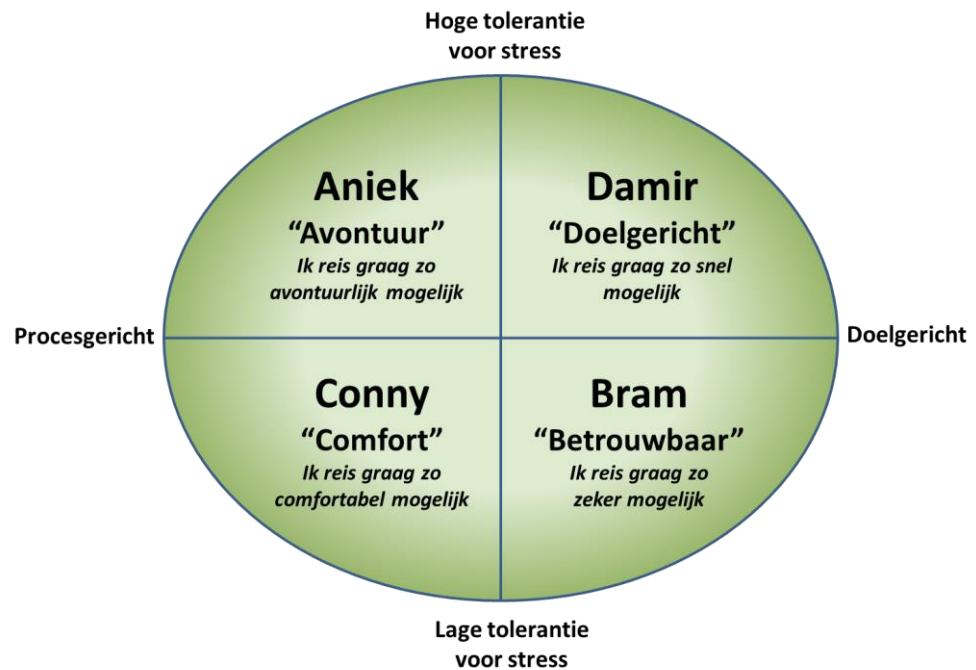 Hoge tolerantie
voor stress
Aniek
“Avontuur”
Ik reis graag zo
avontuurlijk mogelijk
Damir
“Doelgericht”
Ik reis graag zo snel
mogelijk
Procesgericht
Doelgericht
Conny
“Comfort”
Ik reis graag zo
comfortabel mogelijk
Bram
“Betrouwbaar”
Ik reis graag zo
zeker mogelijk
Lage tolerantie
voor stress